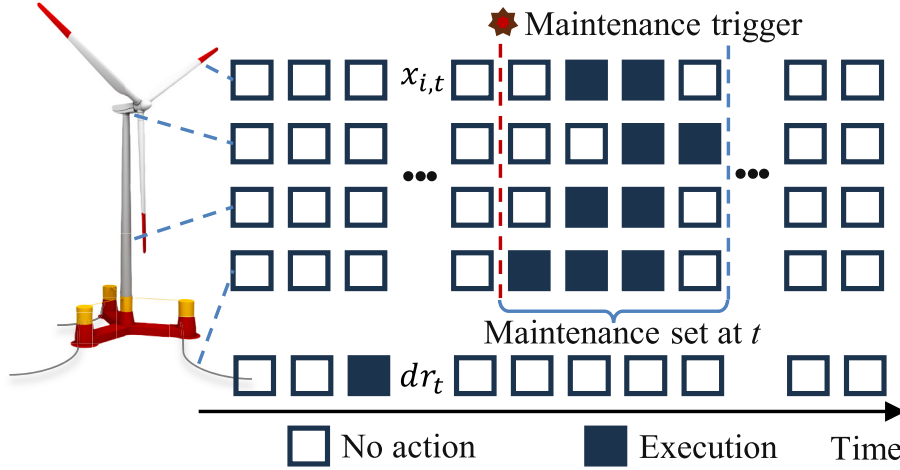 Maintenance trigger
x_{i,t}
•••
•••
Maintenance set at t
dr_t
No action
Execution
Time